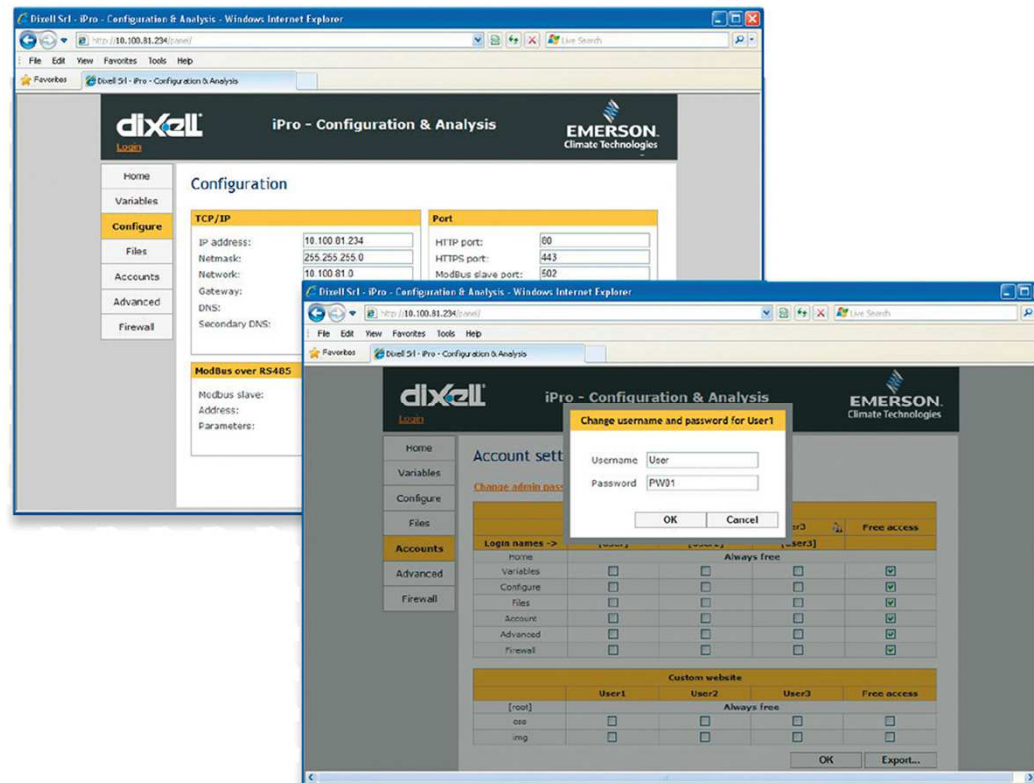 Dixell Srl - iPro - Configuration & Analysis - Windows Internet Explorer
http://10.100.81.234/panel/
Live Search
File Edit View Favorites Tools Help
Favorites Dixell Srl - iPro - Configuration & Analysis
dixell
iPro - Configuration & Analysis
EMERSON.
Climate Technologies
Login
Home
Variables
Configure
Files
Accounts
Advanced
Firewall
Configuration
TCP/IP
IP address: 10.100.81.234
Netmask: 255.255.255.0
Network: 10.100.81.0
Gateway:
DNS:
Secondary DNS:
Port
HTTP port: 80
HTTPS port: 443
ModBus slave port: 502
ModBus over RS485
Modbus slave:
Address:
Parameters:
Dixell Srl - iPro - Configuration & Analysis - Windows Internet Explorer
http://10.100.81.234/panel/
Live Search
File Edit View Favorites Tools Help
Favorites Dixell Srl - iPro - Configuration & Analysis
dixell
iPro - Configuration & Analysis
EMERSON.
Climate Technologies
Login
Home
Variables
Configure
Files
Accounts
Advanced
Firewall
Account sett
Change admin pass
Change username and password for User1
Username User
Password PW01
OK Cancel
er3 Free access
Login names -> [User] [User2] [User3]
Home Always free
Variables
Configure
Files
Account
Advanced
Firewall
Custom website
User1 User2 User3 Free access
[root] Always free
css
img
OK Export...